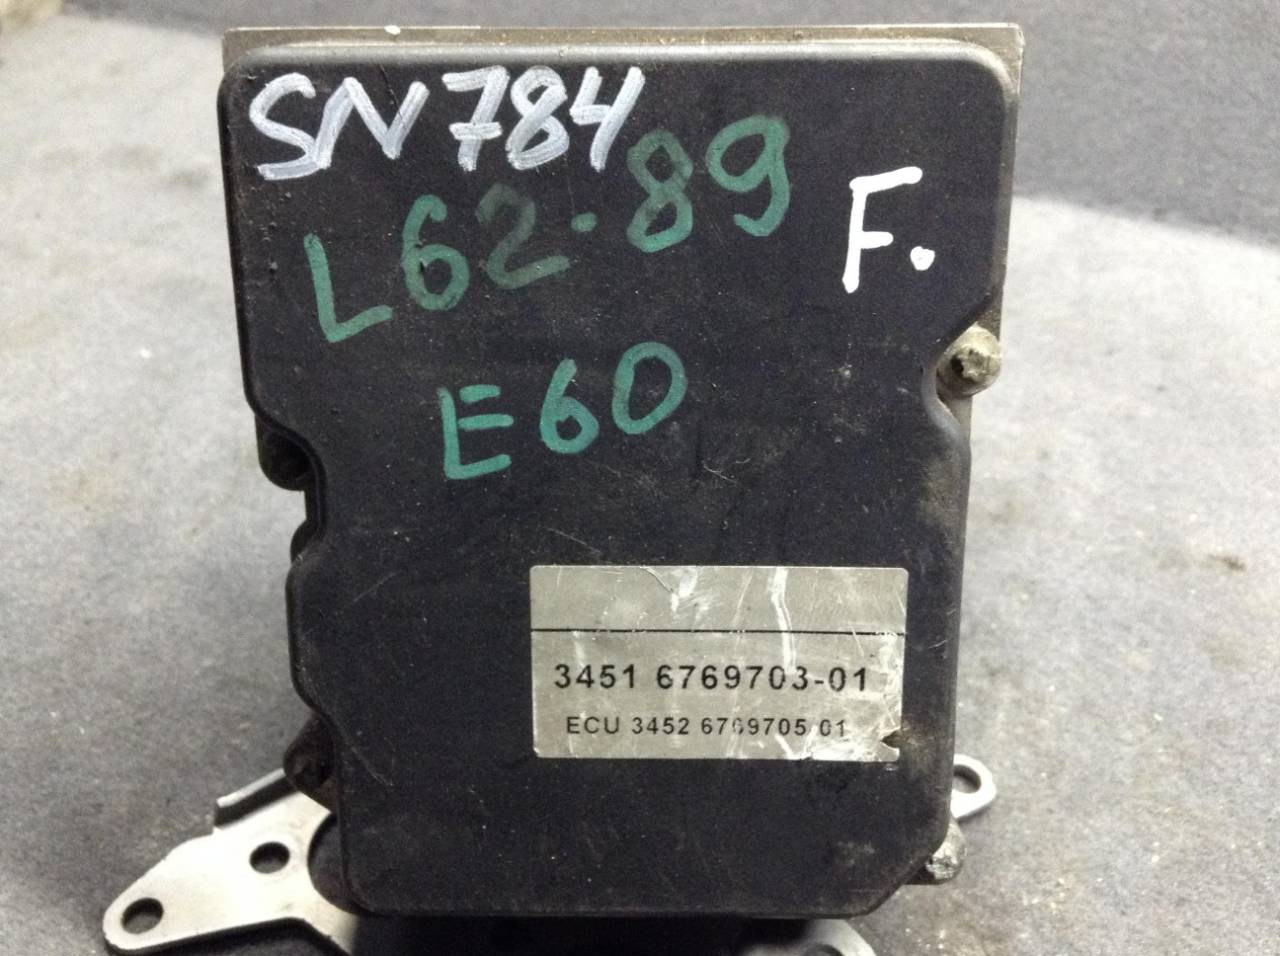 SN784
L62.89
F.
E60
3451 6769703-01
ECU 3452 6769705-01